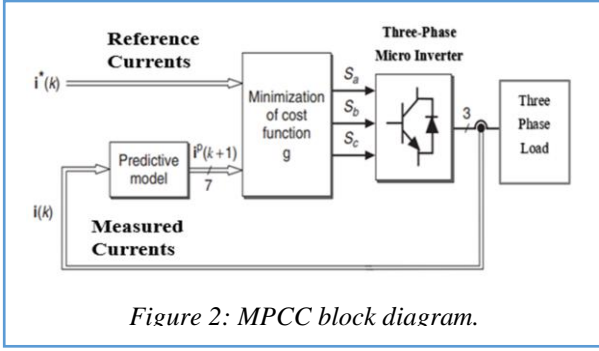 Reference
Currents
i*(k)
Three-Phase
Micro Inverter
Minimization
of cost
function
g
Sa
Sb
Sc
3
Three
Phase
Load
Predictive
model
iᵖ(k+1)
7
i(k)
Measured
Currents
Figure 2: MPCC block diagram.